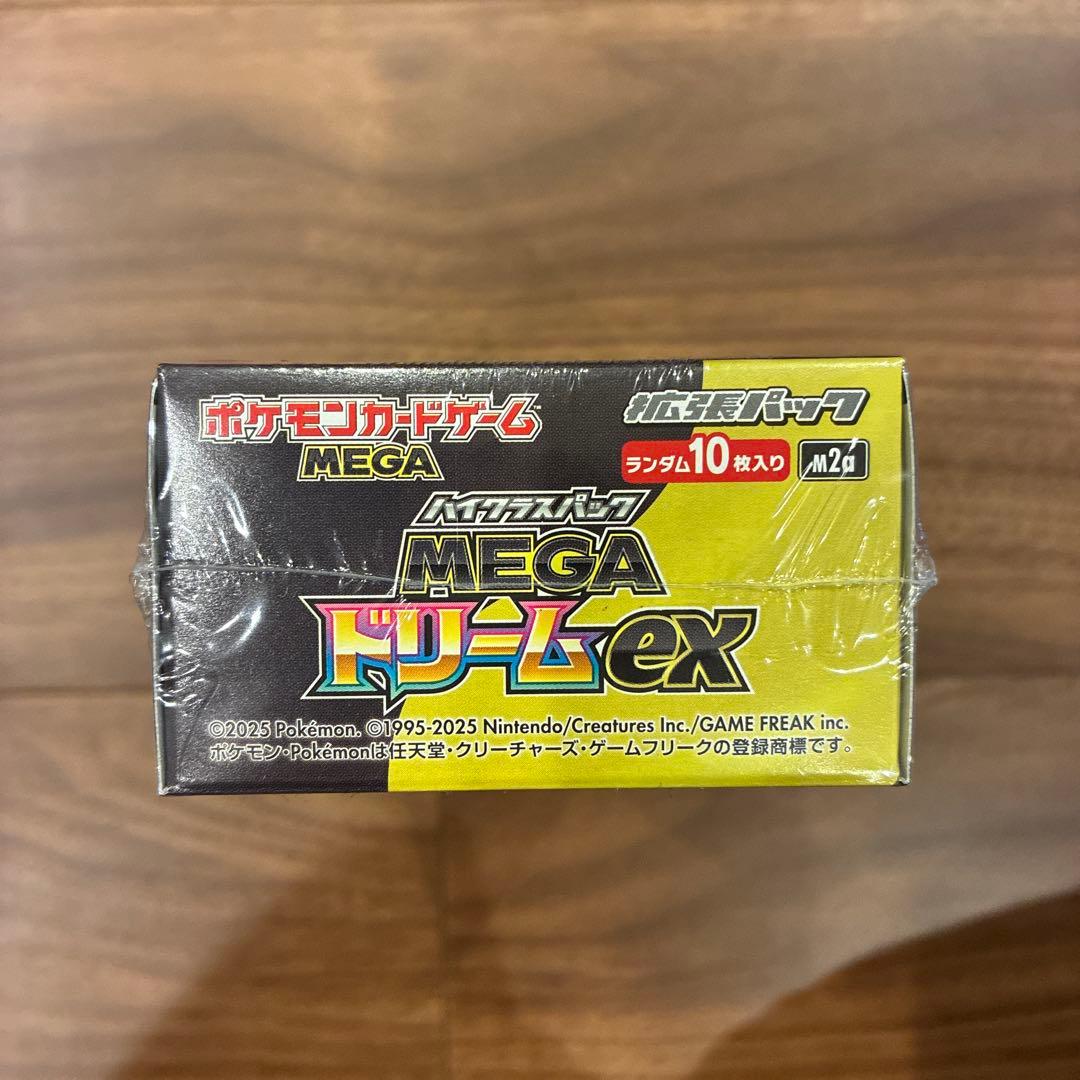 ポケモンカードゲーム™
MEGA
拡張パック
ランダム10枚入り
M2a
ハイクラスパック
MEGA
ドリームex
©2025 Pokémon. ©1995-2025 Nintendo/Creatures Inc./GAME FREAK inc.
ポケモン・Pokémonは任天堂・クリーチャーズ・ゲームフリークの登録商標です。